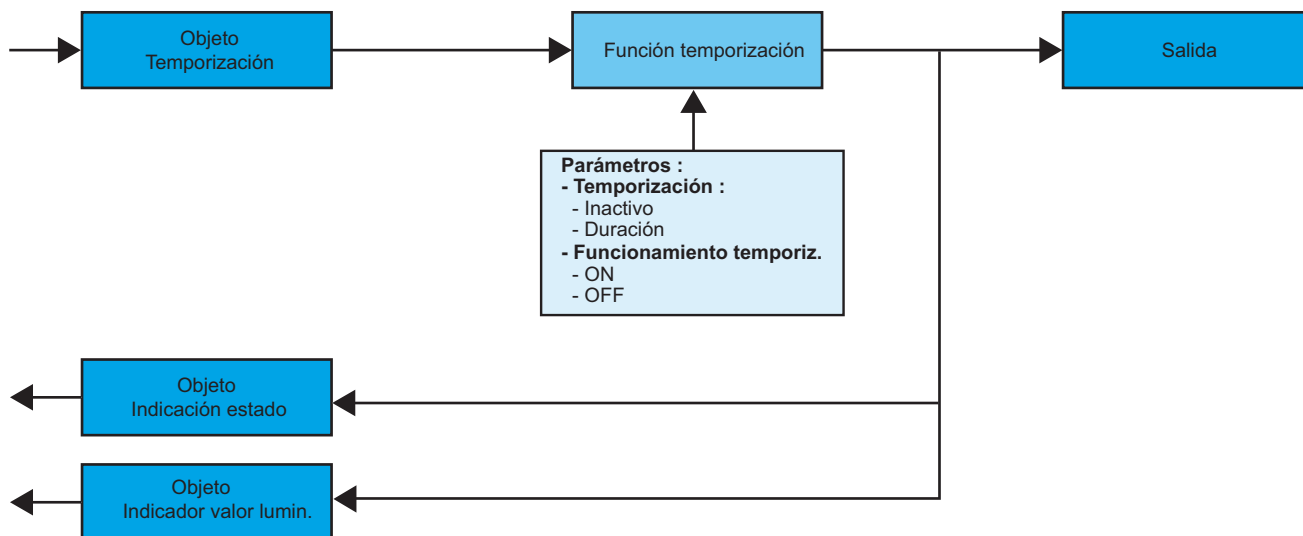 Objeto
Temporización
Función temporización
Salida
Parámetros :
- Temporización :
- Inactivo
- Duración
- Funcionamiento temporiz.
- ON
- OFF
Objeto
Indicación estado
Objeto
Indicador valor lumin.